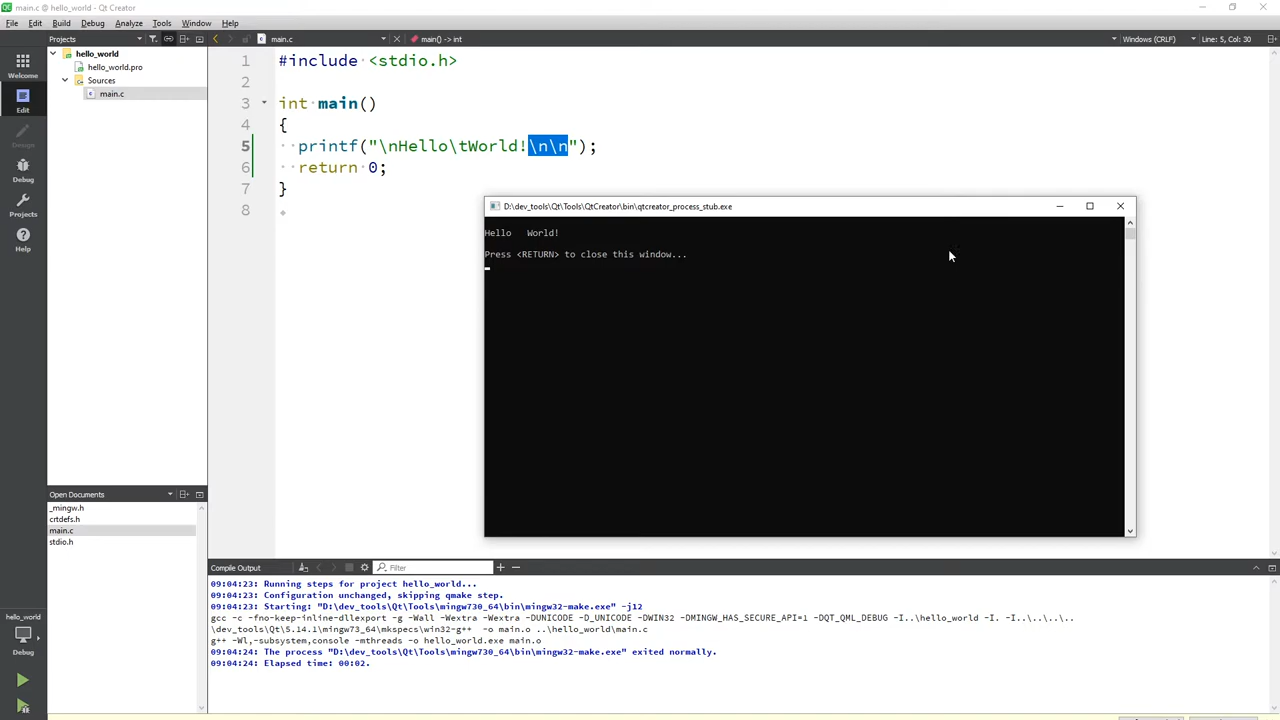 main.c @ hello_world - Qt Creator
File Edit Build Debug Analyze Tools Window Help
Projects
main.c
main() -> int
Windows (CRLF)
Line: 5, Col: 30
Welcome
Edit
Design
Debug
Projects
Help
hello_world
hello_world.pro
Sources
main.c
1 #include <stdio.h>
2
3 int main()
4 {
5 printf("\nHello\tWorld!\n\n");
6 return 0;
7 }
8
D:\dev_tools\Qt\Tools\QtCreator\bin\qtcreator_process_stub.exe
Hello World!
Press <RETURN> to close this window...
Open Documents
_mingw.h
crtdefs.h
main.c
stdio.h
hello_world
Debug
Compile Output
Filter
09:04:23: Running steps for project hello_world...
09:04:23: Configuration unchanged, skipping qmake step.
09:04:23: Starting: "D:\dev_tools\Qt\Tools\mingw730_64\bin\mingw32-make.exe" -j12
gcc -c -fno-keep-inline-dllexport -g -Wall -Wextra -Wextra -DUNICODE -D_UNICODE -DWIN32 -DMINGW_HAS_SECURE_API=1 -DQT_QML_DEBUG -I..\hello_world -I. -I..\..\..\..
\dev_tools\Qt\5.14.1\mingw73_64\mkspecs\win32-g++ -o main.o ..\hello_world\main.c
g++ -Wl,-subsystem,console -mthreads -o hello_world.exe main.o
09:04:24: The process "D:\dev_tools\Qt\Tools\mingw730_64\bin\mingw32-make.exe" exited normally.
09:04:24: Elapsed time: 00:02.